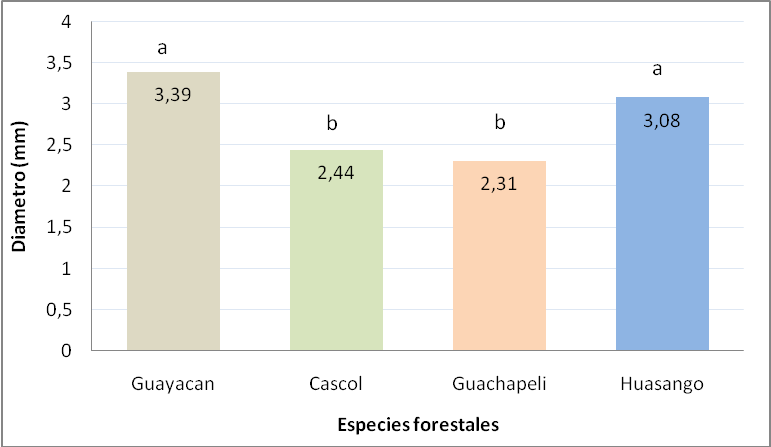 4
3,5
3
2,5
2
1,5
1
0,5
0
Diametro (mm)
a
b
b
a
3,39
2,44
2,31
3,08
Guayacan Cascol Guachapeli Huasango
Especies forestales